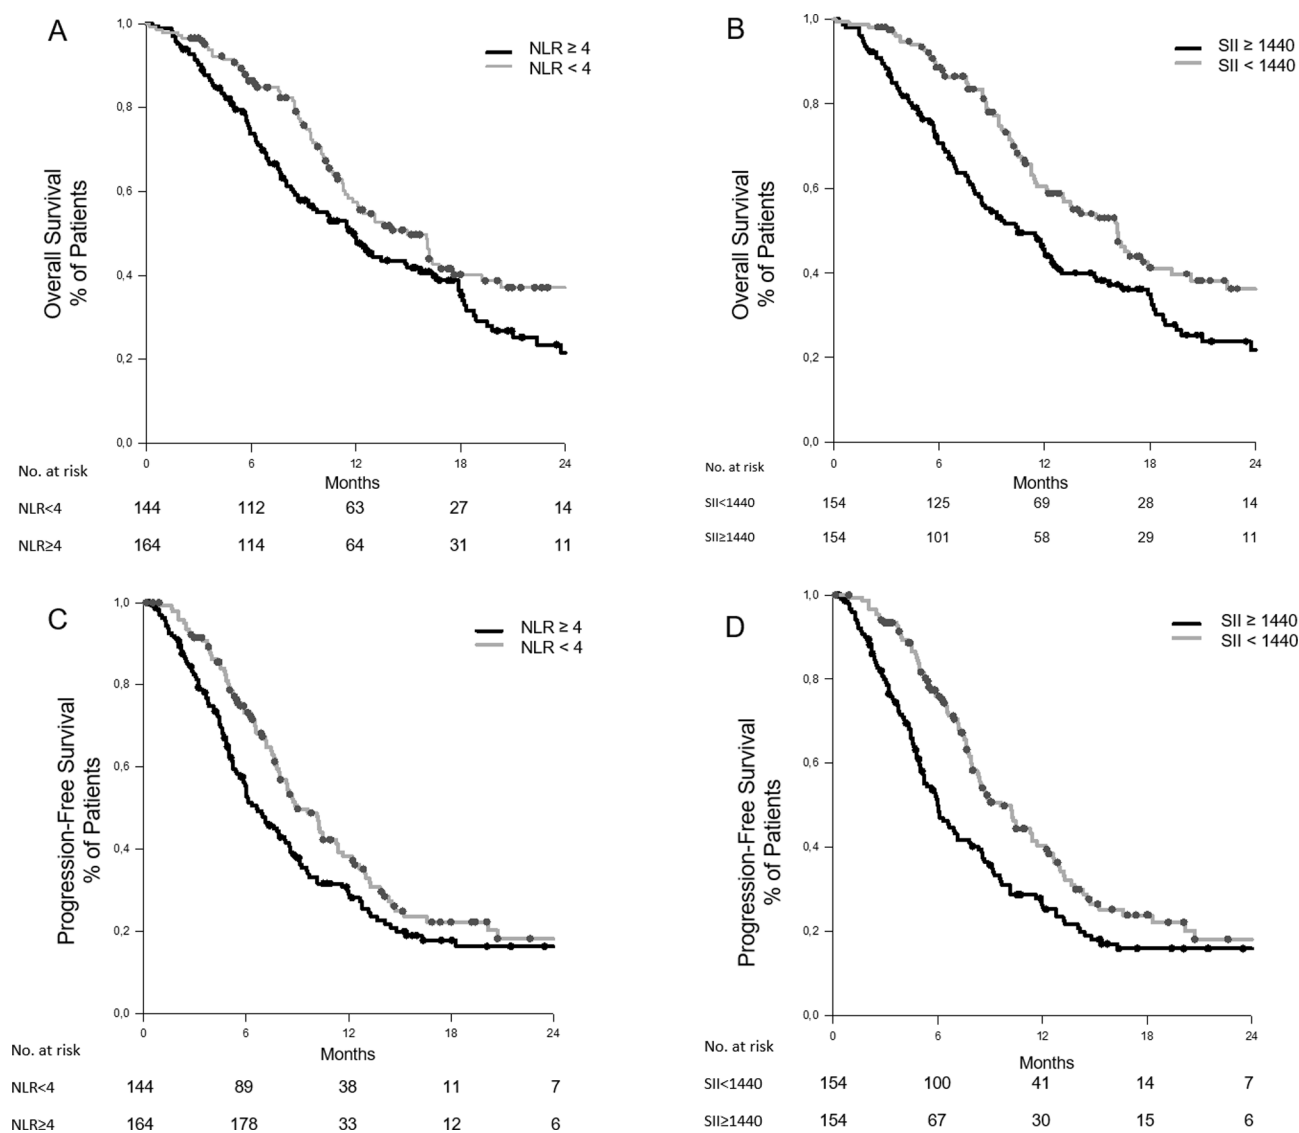 A
NLR ≥ 4
NLR < 4
Overall Survival
% of Patients
1,0
0,8
0,6
0,4
0,2
0,0
0 6 12 18 24
Months
No. at risk
NLR<4 144 112 63 27 14
NLR≥4 164 114 64 31 11
B
SII ≥ 1440
SII < 1440
Overall Survival
% of Patients
1,0
0,8
0,6
0,4
0,2
0,0
0 6 12 18 24
Months
No. at risk
SII<1440 154 125 69 28 14
SII≥1440 154 101 58 29 11
C
NLR ≥ 4
NLR < 4
Progression-Free Survival
% of Patients
1,0
0,8
0,6
0,4
0,2
0,0
0 6 12 18 24
Months
No. at risk
NLR<4 144 89 38 11 7
NLR≥4 164 178 33 12 6
D
SII ≥ 1440
SII < 1440
Progression-Free Survival
% of Patients
1,0
0,8
0,6
0,4
0,2
0,0
0 6 12 18 24
Months
No. at risk
SII<1440 154 100 41 14 7
SII≥1440 154 67 30 15 6